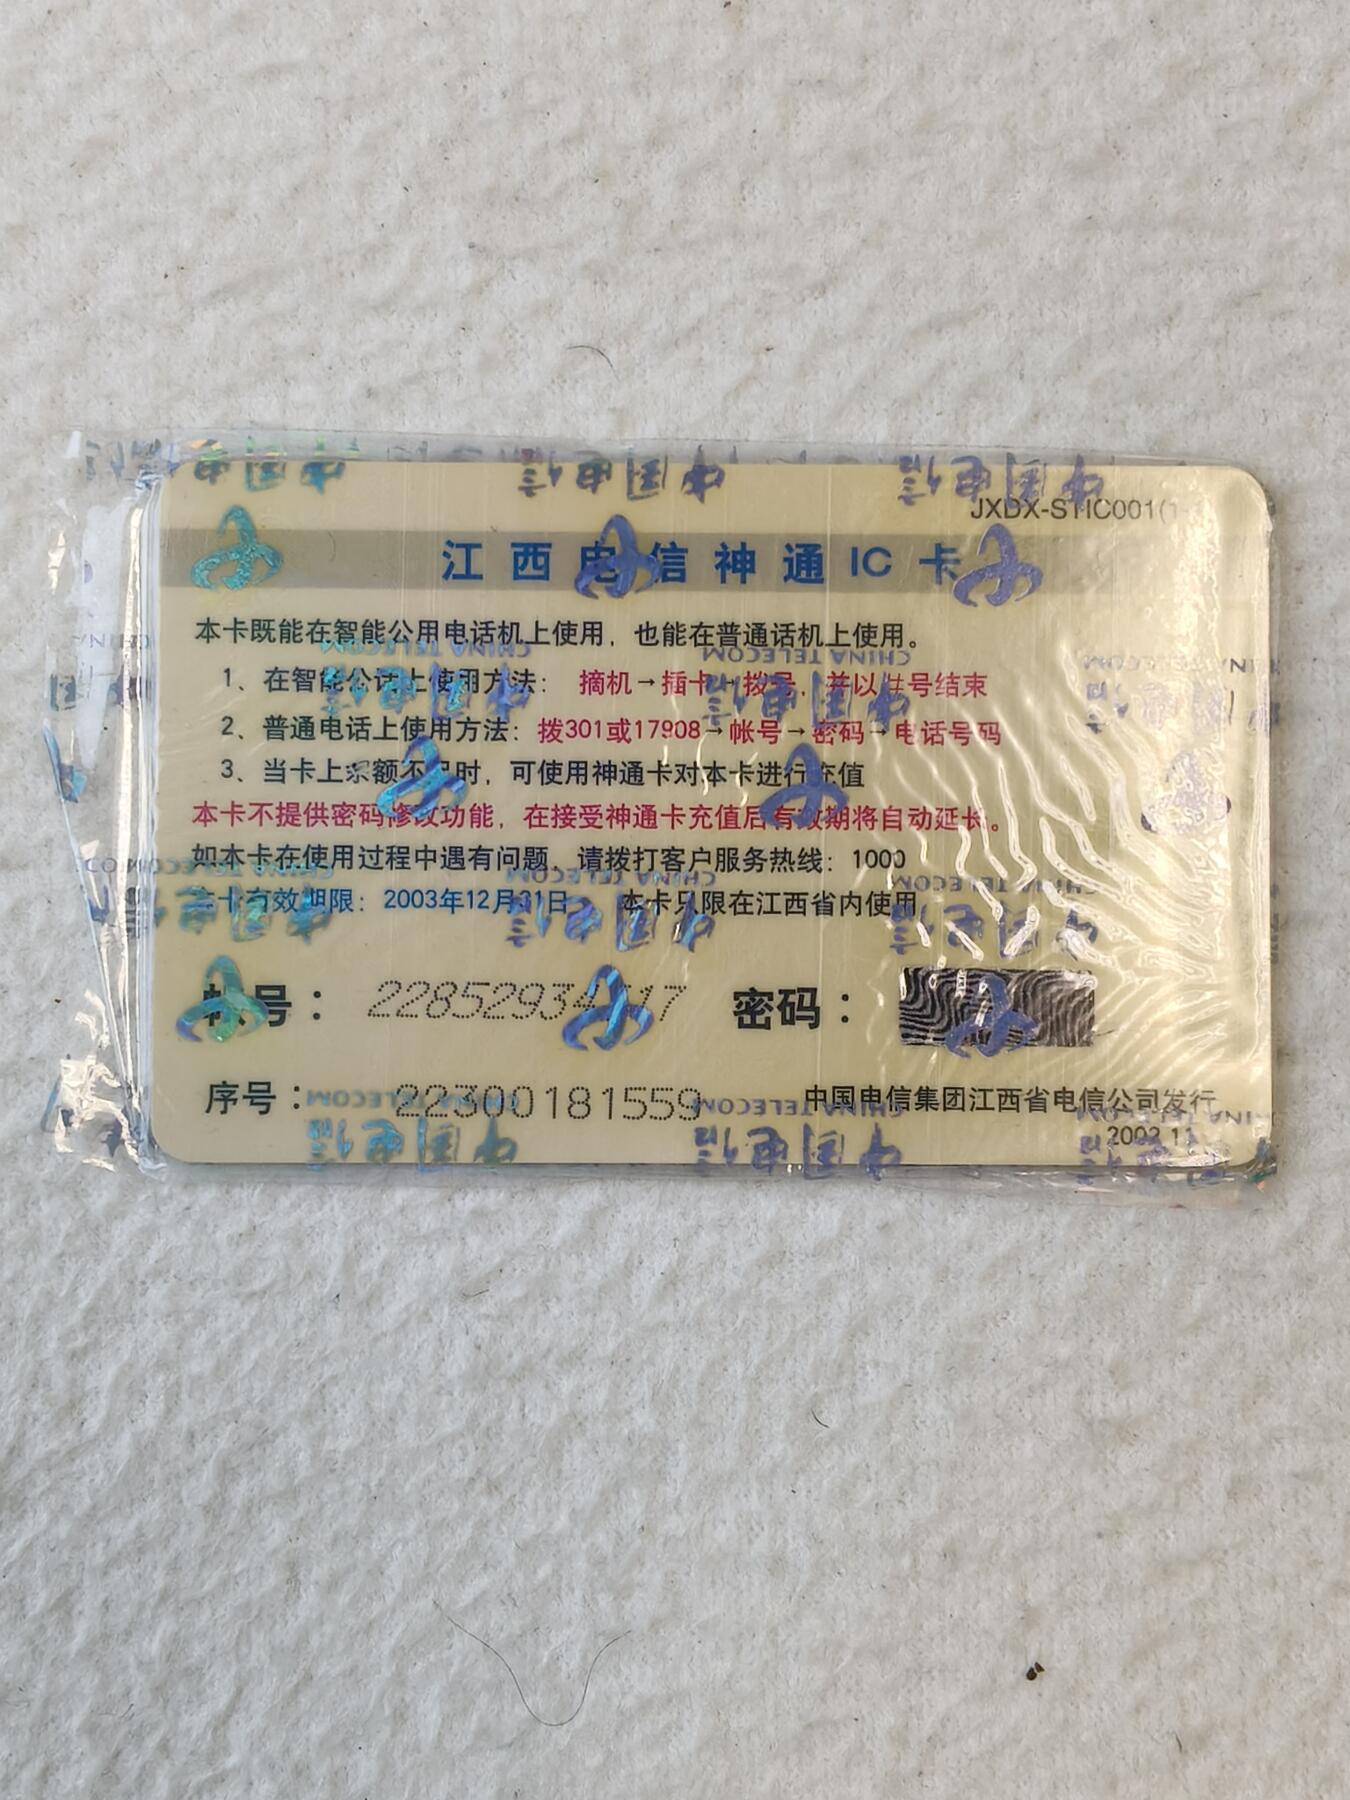 JXDX-STIC001(1-
江西电信神通IC卡
本卡既能在智能公用电话机上使用，也能在普通话机上使用。
1、在智能公话上使用方法：摘机→插卡→拨号，并以#号结束
2、普通电话上使用方法：拨301或17908→帐号→密码→电话号码
3、当卡上余额不足时，可使用神通卡对本卡进行充值
本卡不提供密码修改功能，在接受神通卡充值后有效期将自动延长。
如本卡在使用过程中遇有问题，请拨打客户服务热线：1000
本卡有效期限：2003年12月31日 本卡只限在江西省内使用
帐号： 密码：
序号：22300181559
中国电信集团江西省电信公司发行
2002.11
中国电信
CHINA TELECOM